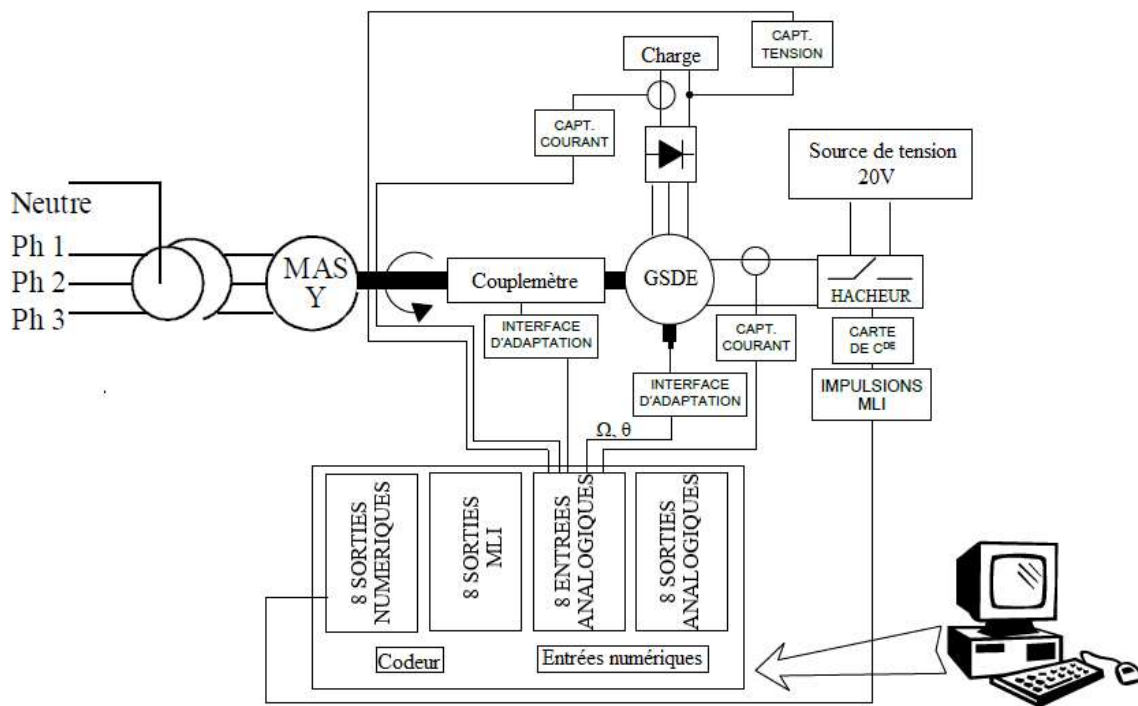 CAPT.
TENSION
Charge
CAPT.
COURANT
Source de tension
20V
Neutre
Ph 1
Ph 2
Ph 3
MAS
Y
Couplemètre
GSDE
HACHEUR
INTERFACE
D'ADAPTATION
CAPT.
COURANT
CARTE
DE CDE
INTERFACE
D'ADAPTATION
IMPULSIONS
MLI
Ω, θ
8 SORTIES
NUMERIQUES
8 SORTIES
MLI
8 ENTREES
ANALOGIQUES
8 SORTIES
ANALOGIQUES
Codeur
Entrées numériques